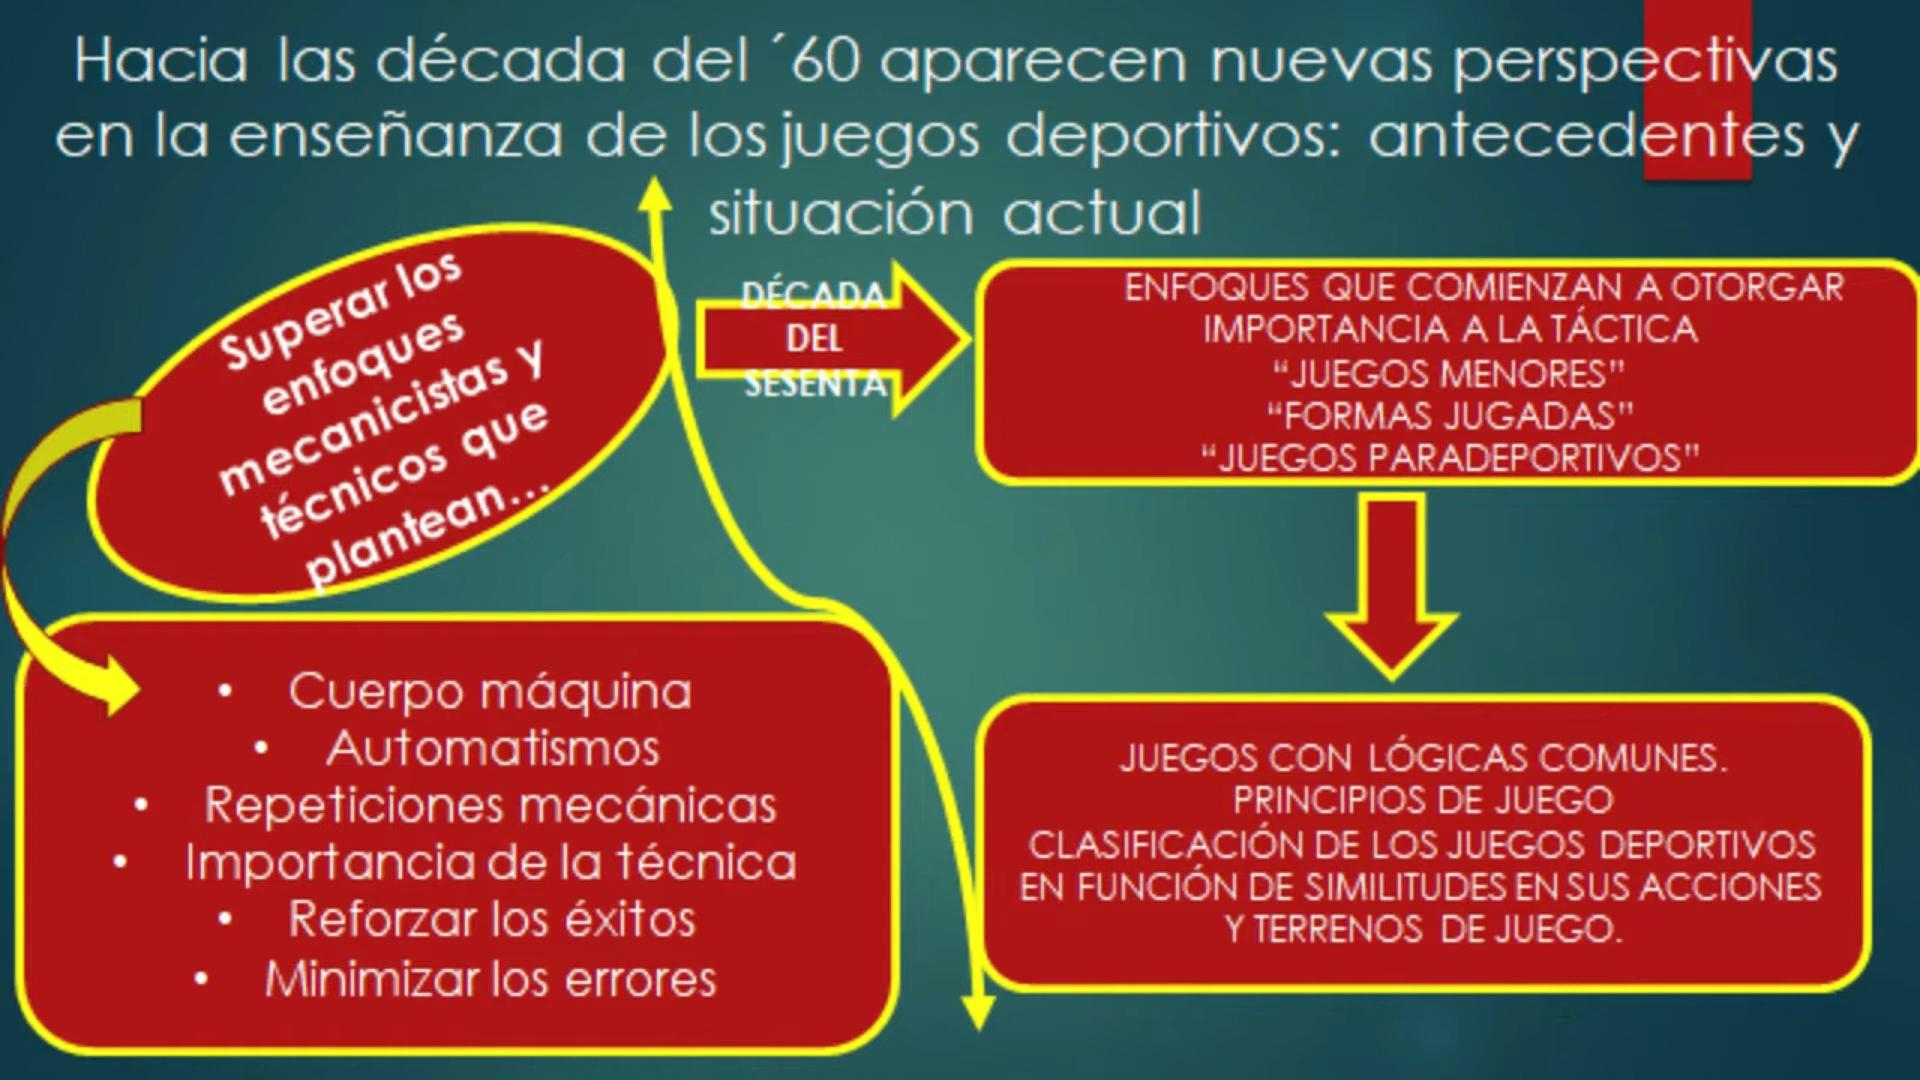 Hacia las década del ´60 aparecen nuevas perspectivas
en la enseñanza de los juegos deportivos: antecedentes y
situación actual
Superar los
enfoques
mecanicistas y
técnicos que
plantean...
• Cuerpo máquina
• Automatismos
• Repeticiones mecánicas
• Importancia de la técnica
• Reforzar los éxitos
• Minimizar los errores
DÉCADA
DEL
SESENTA
ENFOQUES QUE COMIENZAN A OTORGAR
IMPORTANCIA A LA TÁCTICA
“JUEGOS MENORES”
“FORMAS JUGADAS”
“JUEGOS PARADEPORTIVOS”
JUEGOS CON LÓGICAS COMUNES.
PRINCIPIOS DE JUEGO
CLASIFICACIÓN DE LOS JUEGOS DEPORTIVOS
EN FUNCIÓN DE SIMILITUDES EN SUS ACCIONES
Y TERRENOS DE JUEGO.